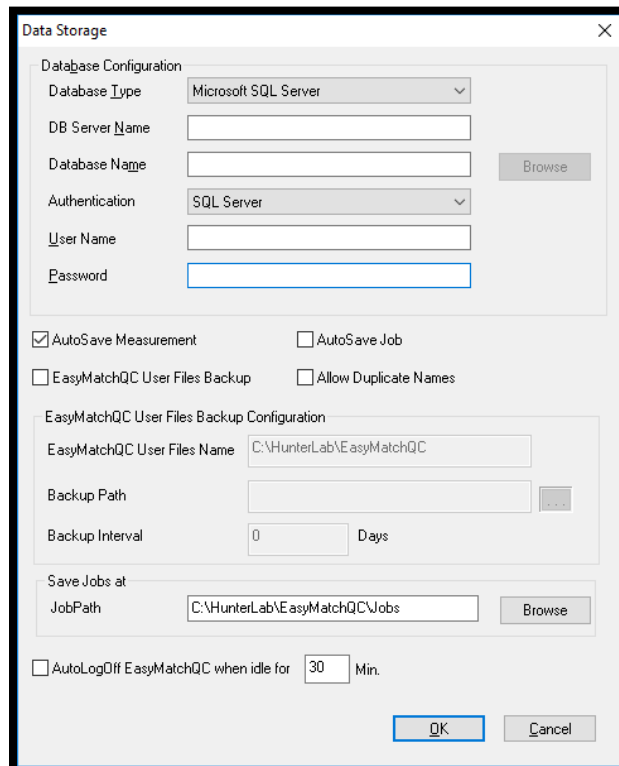 Data Storage
Database Configuration
Database Type Microsoft SQL Server
DB Server Name
Database Name Browse
Authentication SQL Server
User Name
Password
AutoSave Measurement AutoSave Job
EasyMatchQC User Files Backup Allow Duplicate Names
EasyMatchQC User Files Backup Configuration
EasyMatchQC User Files Name C:\HunterLab\EasyMatchQC
Backup Path ...
Backup Interval 0 Days
Save Jobs at
JobPath C:\HunterLab\EasyMatchQC\Jobs Browse
AutoLogOff EasyMatchQC when idle for 30 Min.
OK Cancel